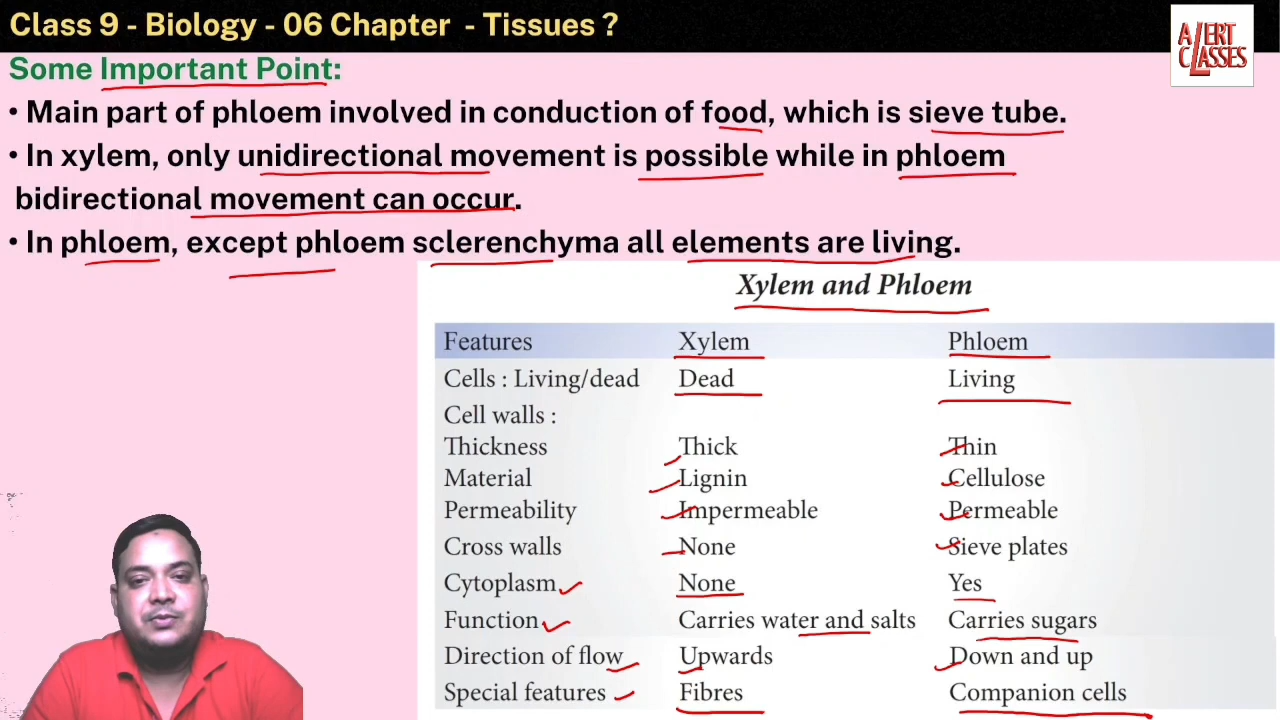 Class 9 - Biology - 06 Chapter - Tissues ?
ALERT
CLASSES
Some Important Point:
• Main part of phloem involved in conduction of food, which is sieve tube.
• In xylem, only unidirectional movement is possible while in phloem
bidirectional movement can occur.
• In phloem, except phloem sclerenchyma all elements are living.
Xylem and Phloem
Features Xylem Phloem
Cells : Living/dead Dead Living
Cell walls :
Thickness Thick Thin
Material Lignin Cellulose
Permeability Impermeable Permeable
Cross walls None Sieve plates
Cytoplasm None Yes
Function Carries water and salts Carries sugars
Direction of flow Upwards Down and up
Special features Fibres Companion cells